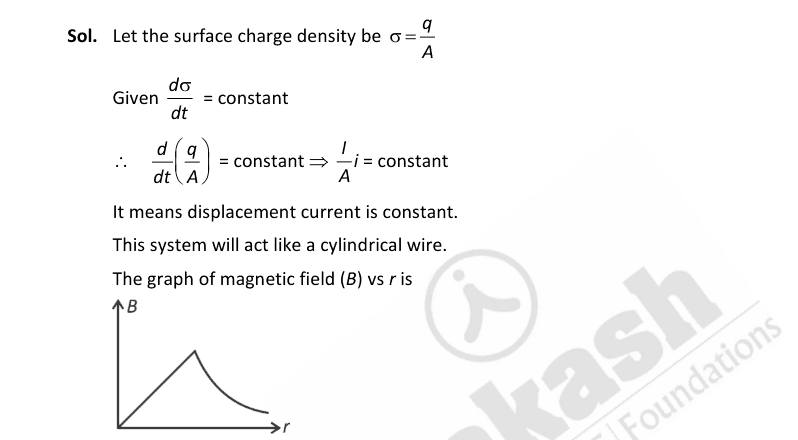 Sol. Let the surface charge density be σ = q/A
Given dσ/dt = constant
∴ d/dt (q/A) = constant ⇒ I/A i = constant
It means displacement current is constant.
This system will act like a cylindrical wire.
The graph of magnetic field (B) vs r is
B
r
kash
Foundations